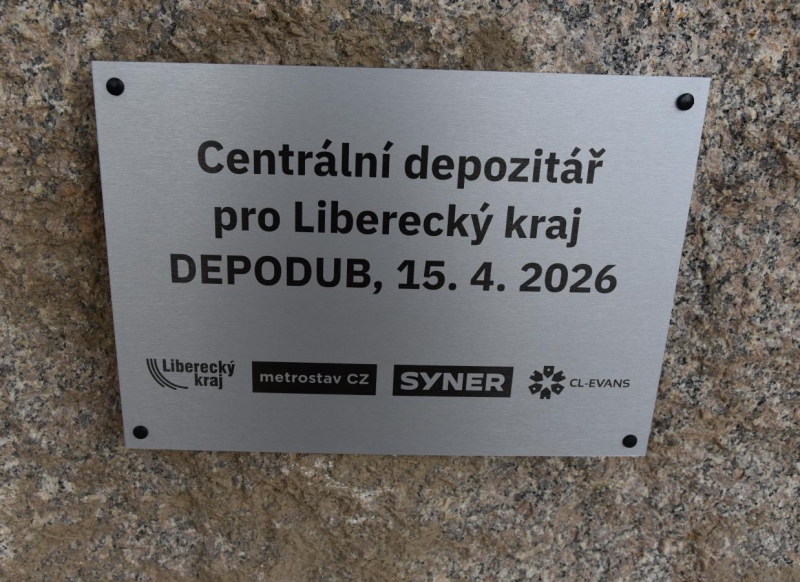 Centrální depozitář
pro Liberecký kraj
DEPODUB, 15. 4. 2026
Liberecký
kraj
metrostav CZ
SYNER
CL-EVANS